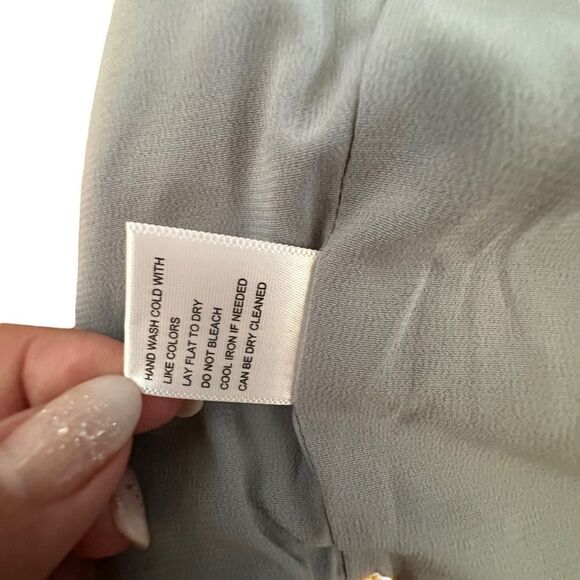 HAND WASH COLD WITH
LIKE COLORS
LAY FLAT TO DRY
DO NOT BLEACH
COOL IRON IF NEEDED
CAN BE DRY CLEANED